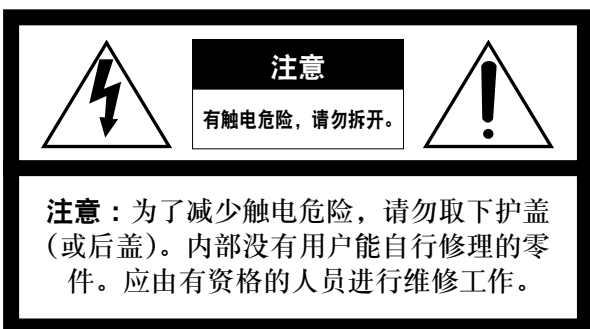 注意
有触电危险，请勿拆开。
注意：为了减少触电危险，请勿取下护盖
（或后盖）。内部没有用户能自行修理的零
件。应由有资格的人员进行维修工作。